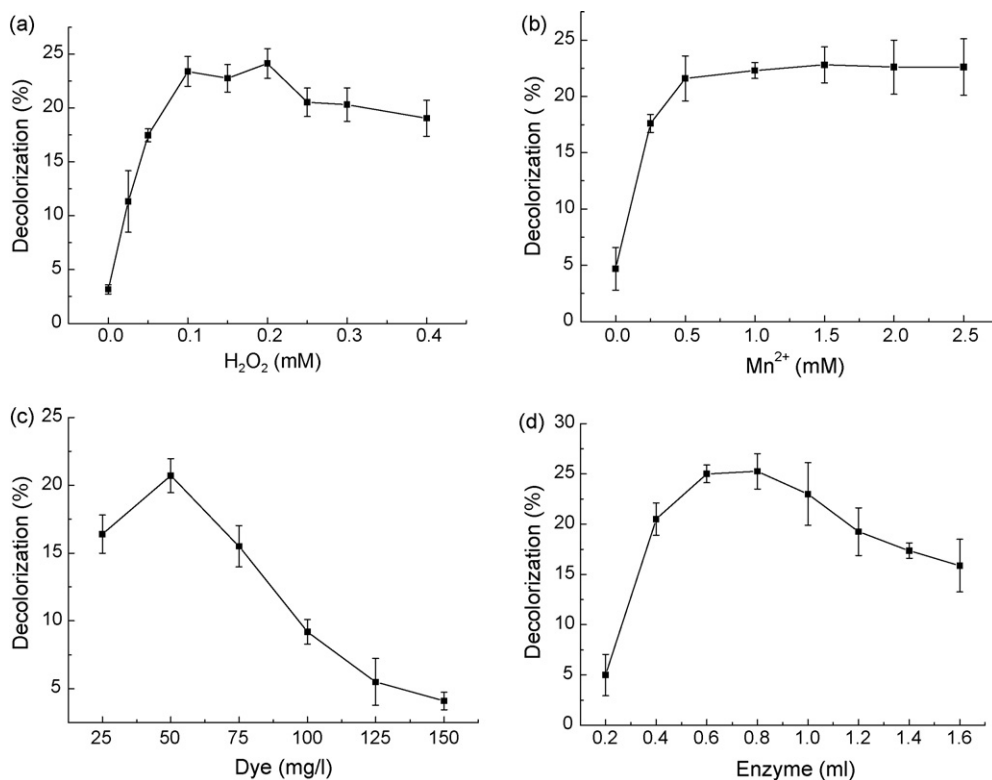 (a)
25
20
15
10
5
0
Decolorization (%)
0.0 0.1 0.2 0.3 0.4
H₂O₂ (mM)
(b)
25
20
15
10
5
0
Decolorization ( %)
0.0 0.5 1.0 1.5 2.0 2.5
Mn²⁺ (mM)
(c)
25
20
15
10
5
Decolorization (%)
25 50 75 100 125 150
Dye (mg/l)
(d)
30
25
20
15
10
5
0
Decolorization (%)
0.2 0.4 0.6 0.8 1.0 1.2 1.4 1.6
Enzyme (ml)